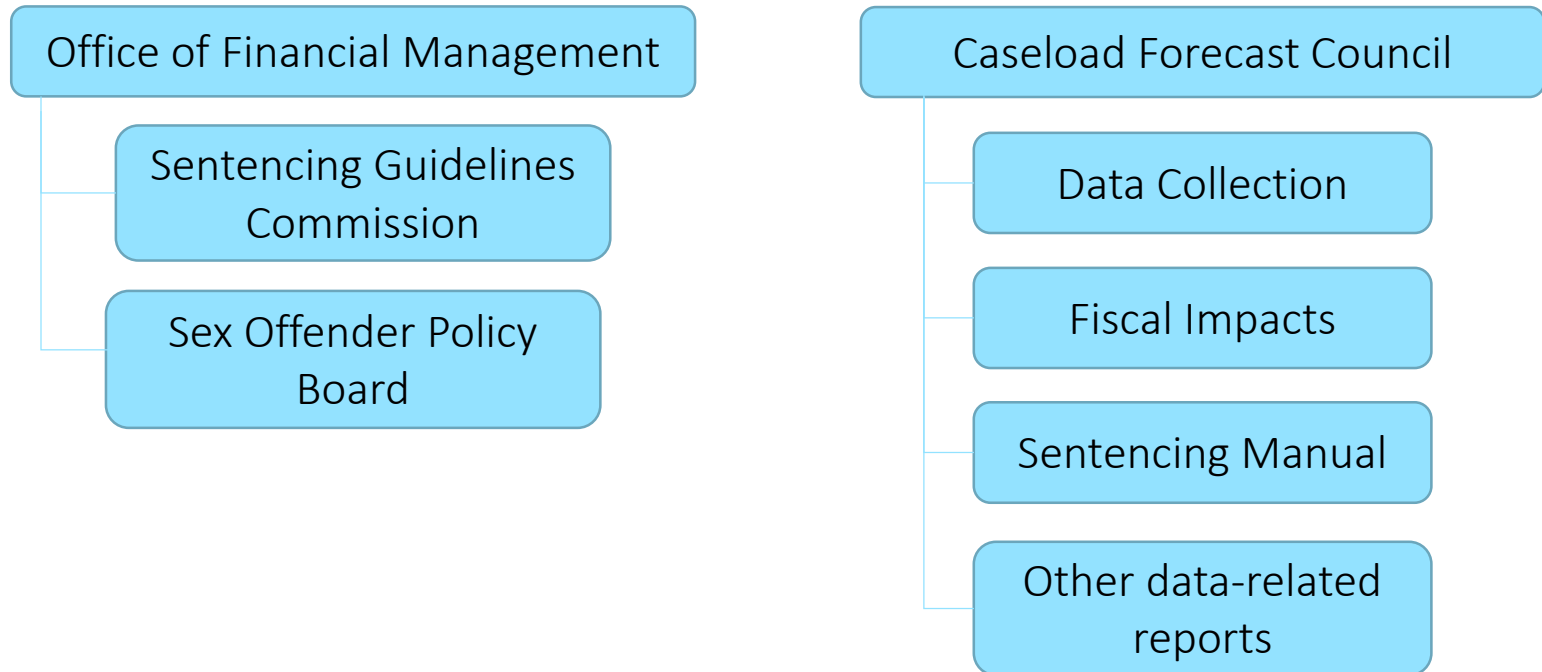 Office of Financial Management
Sentencing Guidelines
Commission
Sex Offender Policy
Board
Caseload Forecast Council
Data Collection
Fiscal Impacts
Sentencing Manual
Other data-related
reports